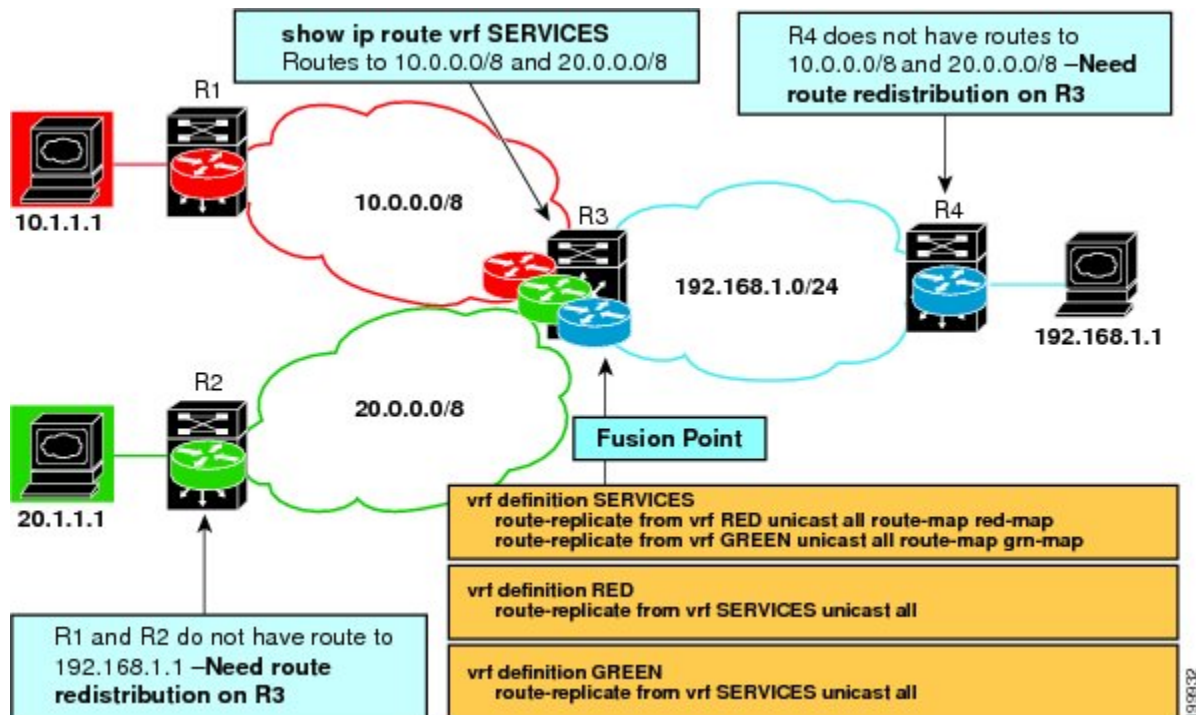 show ip route vrf SERVICES
Routes to 10.0.0.0/8 and 20.0.0.0/8
R4 does not have routes to
10.0.0.0/8 and 20.0.0.0/8 –Need
route redistribution on R3
R1
10.1.1.1
10.0.0.0/8
R3
192.168.1.0/24
R4
192.168.1.1
R2
20.1.1.1
20.0.0.0/8
Fusion Point
vrf definition SERVICES
route-replicate from vrf RED unicast all route-map red-map
route-replicate from vrf GREEN unicast all route-map grn-map
vrf definition RED
route-replicate from vrf SERVICES unicast all
vrf definition GREEN
route-replicate from vrf SERVICES unicast all
R1 and R2 do not have route to
192.168.1.1 –Need route
redistribution on R3